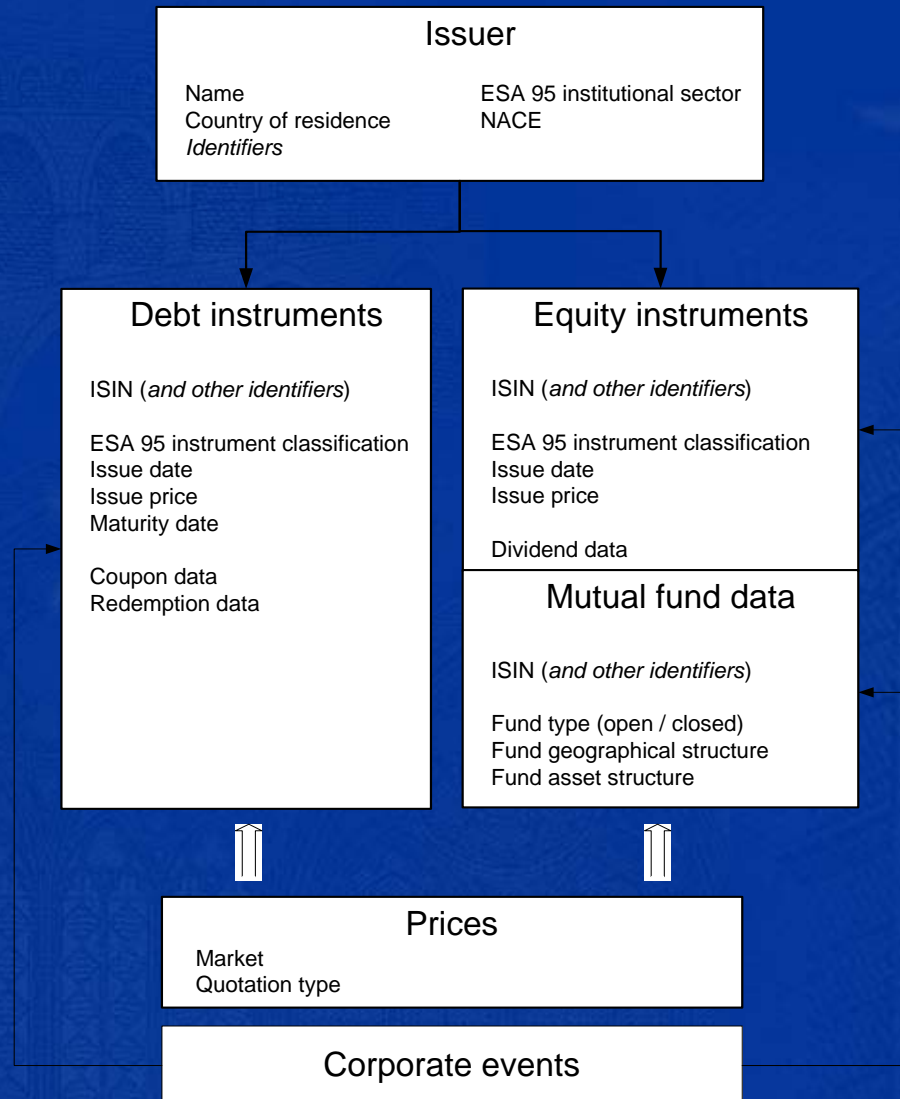 Issuer
Name
Country of residence
Identifiers
ESA 95 institutional sector
NACE
Debt instruments
ISIN (and other identifiers)
ESA 95 instrument classification
Issue date
Issue price
Maturity date
Coupon data
Redemption data
Equity instruments
ISIN (and other identifiers)
ESA 95 instrument classification
Issue date
Issue price
Dividend data
Mutual fund data
ISIN (and other identifiers)
Fund type (open / closed)
Fund geographical structure
Fund asset structure
Prices
Market
Quotation type
Corporate events